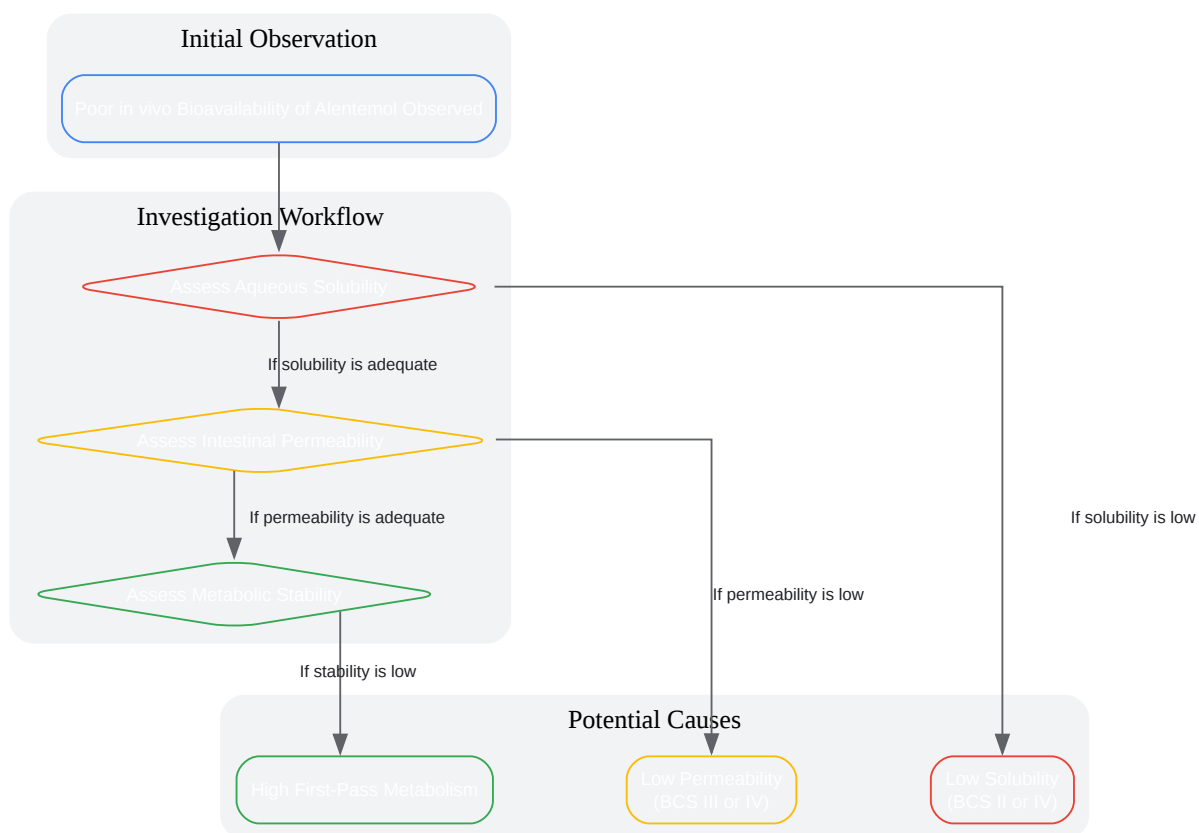 Initial Observation
Poor in vivo Bioavailability of Alentemol Observed
Investigation Workflow
Assess Aqueous Solubility
If solubility is adequate
Assess Intestinal Permeability
If permeability is adequate
If solubility is low
Assess Metabolic Stability
If permeability is low
If stability is low
Potential Causes
High First-Pass Metabolism
Low Permeability
(BCS III or IV)
Low Solubility
(BCS II or IV)